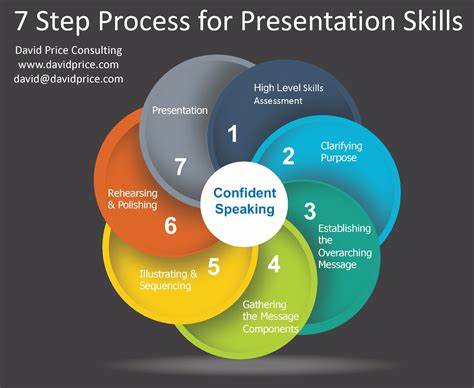 7 Step Process for Presentation Skills
David Price Consulting
www.davidprice.com
david@davidprice.com
1
High Level Skills
Assessment
2
Clarifying
Purpose
3
Establishing
the
Overarching
Message
4
Gathering
the Message
Components
5
Illustrating &
Sequencing
6
Rehearsing
& Polishing
7
Presentation
Confident
Speaking